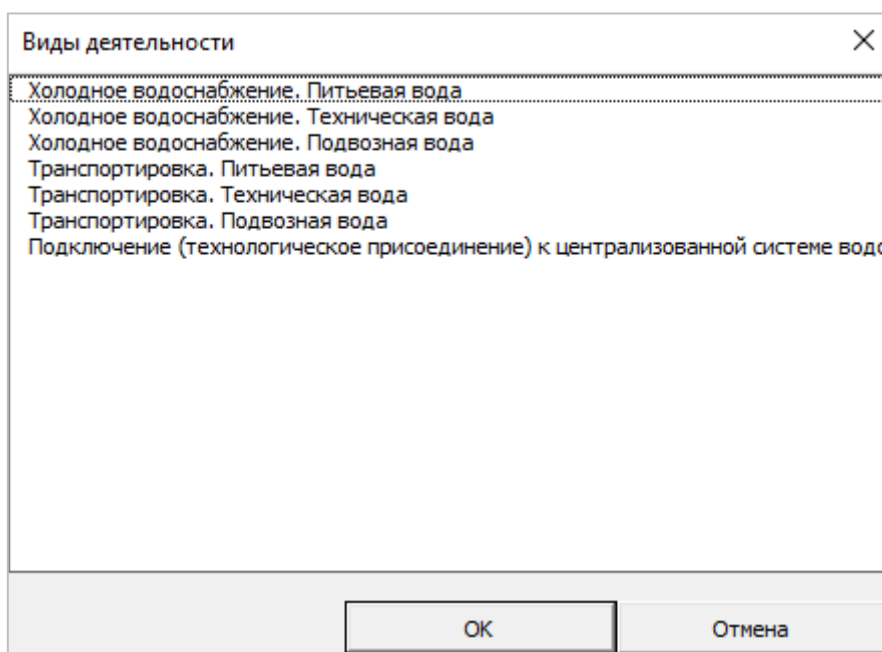 Виды деятельности
Холодное водоснабжение. Питьевая вода
Холодное водоснабжение. Техническая вода
Холодное водоснабжение. Подвозная вода
Транспортировка. Питьевая вода
Транспортировка. Техническая вода
Транспортировка. Подвозная вода
Подключение (технологическое присоединение) к централизованной системе
OK
Отмена